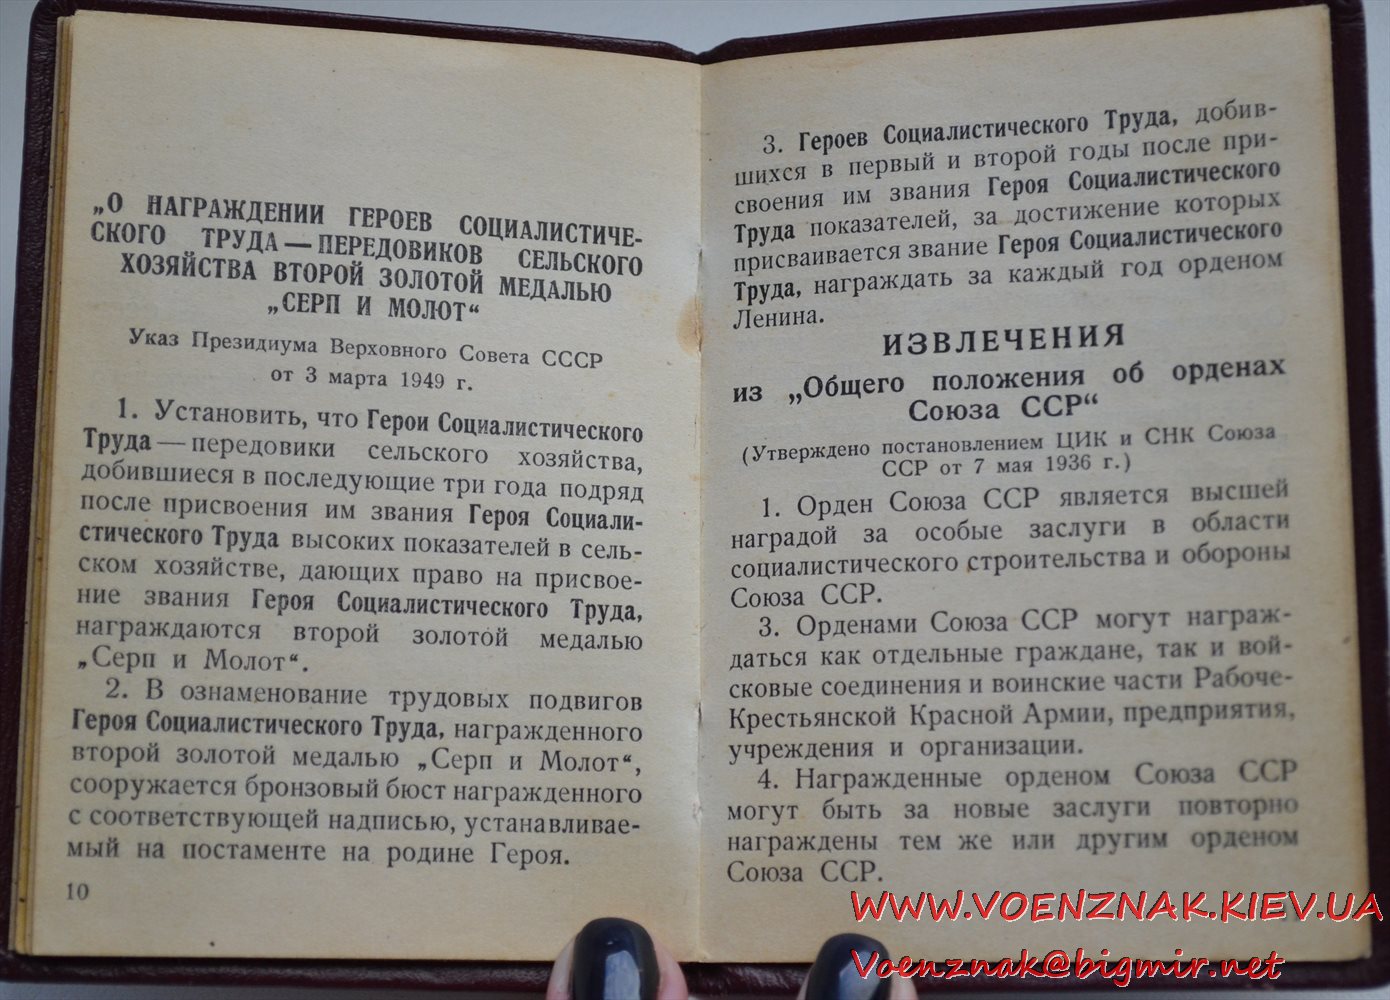 „О НАГРАЖДЕНИИ ГЕРОЕВ СОЦИАЛИСТИЧЕ-
СКОГО ТРУДА — ПЕРЕДОВИКОВ СЕЛЬСКОГО
ХОЗЯЙСТВА ВТОРОЙ ЗОЛОТОЙ МЕДАЛЬЮ
„СЕРП И МОЛОТ“
Указ Президиума Верховного Совета СССР
от 3 марта 1949 г.
1. Установить, что Герои Социалистического
Труда — передовики сельского хозяйства,
добившиеся в последующие три года подряд
после присвоения им звания Героя Социали-
стического Труда высоких показателей в сель-
ском хозяйстве, дающих право на присвое-
ние звания Героя Социалистического Труда,
награждаются второй золотой медалью
„Серп и Молот“.
2. В ознаменование трудовых подвигов
Героя Социалистического Труда, награжденного
второй золотой медалью „Серп и Молот“,
сооружается бронзовый бюст награжденного
с соответствующей надписью, устанавливае-
мый на постаменте на родине Героя.
10
3. Героев Социалистического Труда, добив-
шихся в первый и второй годы после при-
своения им звания Героя Социалистического
Труда показателей, за достижение которых
присваивается звание Героя Социалистического
Труда, награждать за каждый год орденом
Ленина.
ИЗВЛЕЧЕНИЯ
из „Общего положения об орденах
Союза ССР“
(Утверждено постановлением ЦИК и СНК Союза
ССР от 7 мая 1936 г.)
1. Орден Союза ССР является высшей
наградой за особые заслуги в области
социалистического строительства и обороны
Союза ССР.
3. Орденами Союза ССР могут награж-
даться как отдельные граждане, так и вой-
сковые соединения и воинские части Рабоче-
Крестьянской Красной Армии, предприятия,
учреждения и организации.
4. Награжденные орденом Союза ССР
могут быть за новые заслуги повторно
награждены тем же или другим орденом
Союза ССР.
WWW.VOENZNAK.KIEV.UA
Voenznak@bigmir.net